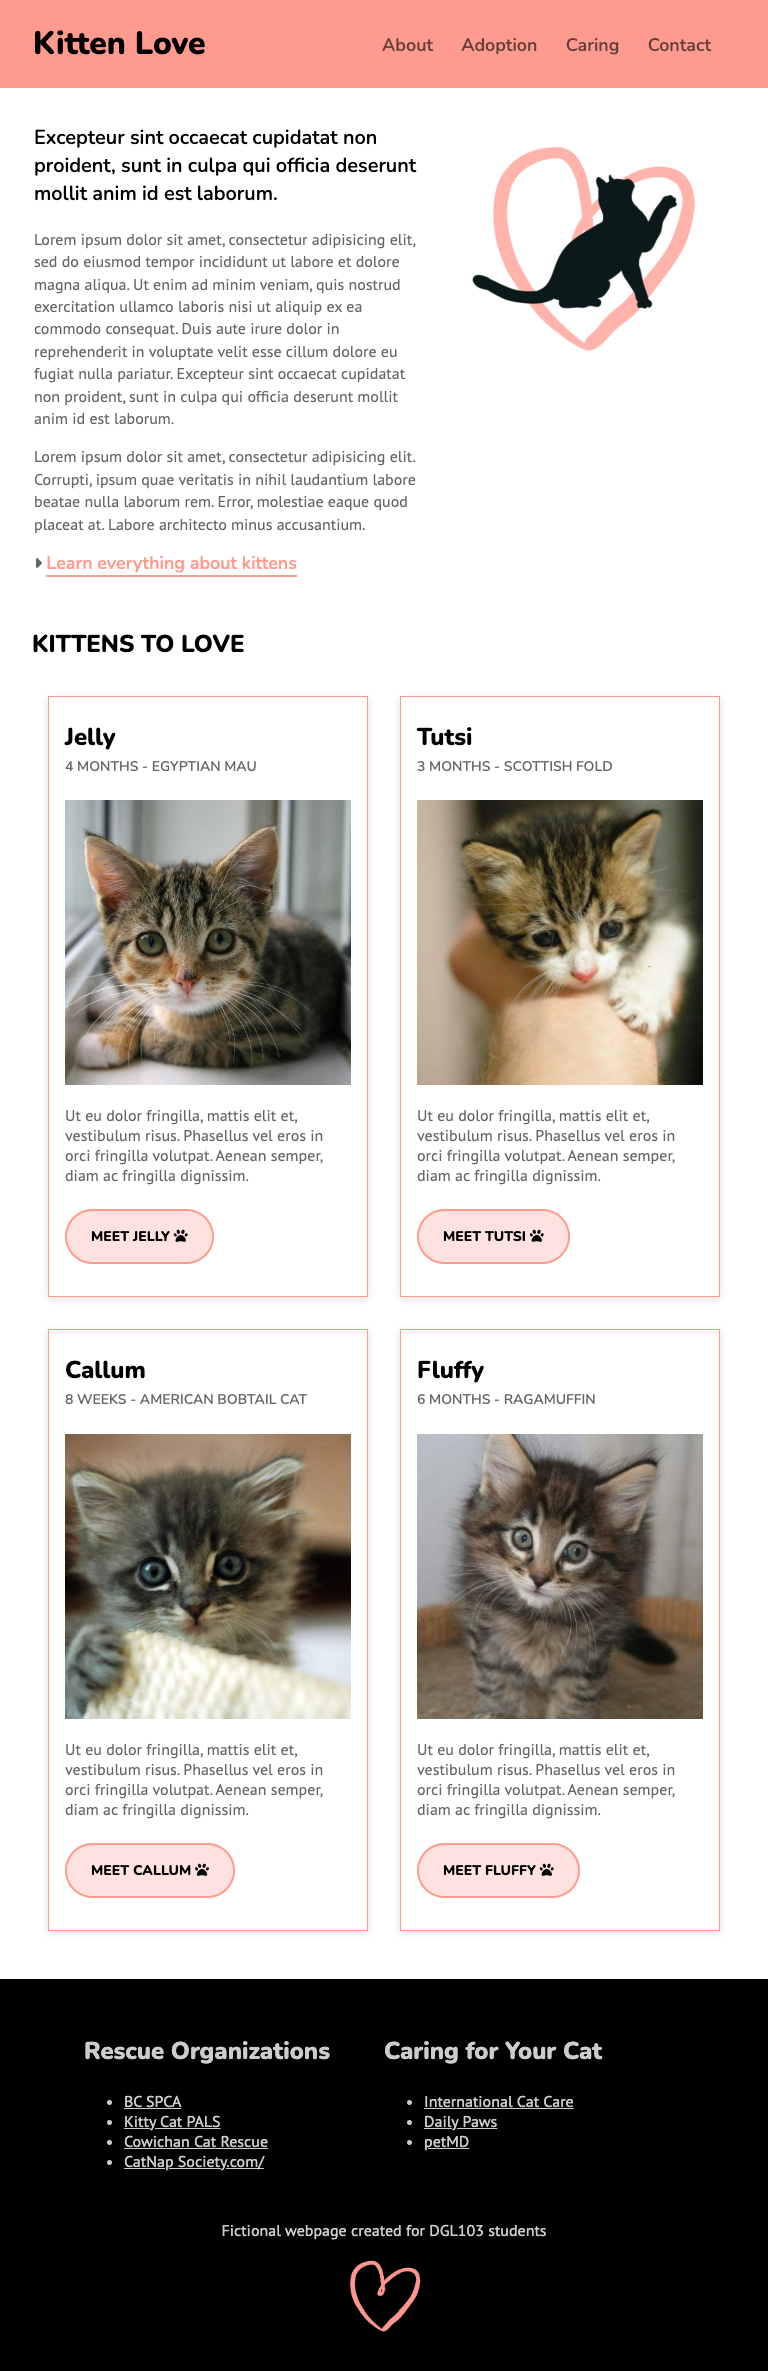 Kitten Love
About Adoption Caring Contact
Excepteur sint occaecat cupidatat non
proident, sunt in culpa qui officia deserunt
mollit anim id est laborum.
Lorem ipsum dolor sit amet, consectetur adipisicing elit,
sed do eiusmod tempor incididunt ut labore et dolore
magna aliqua. Ut enim ad minim veniam, quis nostrud
exercitation ullamco laboris nisi ut aliquip ex ea
commodo consequat. Duis aute irure dolor in
reprehenderit in voluptate velit esse cillum dolore eu
fugiat nulla pariatur. Excepteur sint occaecat cupidatat
non proident, sunt in culpa qui officia deserunt mollit
anim id est laborum.
Lorem ipsum dolor sit amet, consectetur adipisicing elit.
Corrupti, ipsum quae veritatis in nihil laudantium labore
beatae nulla laborum rem. Error, molestiae eaque quod
placeat at. Labore architecto minus accusantium.
Learn everything about kittens
KITTENS TO LOVE
Jelly
4 MONTHS - EGYPTIAN MAU
Ut eu dolor fringilla, mattis elit et,
vestibulum risus. Phasellus vel eros in
orci fringilla volutpat. Aenean semper,
diam ac fringilla dignissim.
MEET JELLY
Tutsi
3 MONTHS - SCOTTISH FOLD
Ut eu dolor fringilla, mattis elit et,
vestibulum risus. Phasellus vel eros in
orci fringilla volutpat. Aenean semper,
diam ac fringilla dignissim.
MEET TUTSI
Callum
8 WEEKS - AMERICAN BOBTAIL CAT
Ut eu dolor fringilla, mattis elit et,
vestibulum risus. Phasellus vel eros in
orci fringilla volutpat. Aenean semper,
diam ac fringilla dignissim.
MEET CALLUM
Fluffy
6 MONTHS - RAGAMUFFIN
Ut eu dolor fringilla, mattis elit et,
vestibulum risus. Phasellus vel eros in
orci fringilla volutpat. Aenean semper,
diam ac fringilla dignissim.
MEET FLUFFY
Rescue Organizations
BC SPCA
Kitty Cat PALS
Cowichan Cat Rescue
CatNap Society.com/
Caring for Your Cat
International Cat Care
Daily Paws
petMD
Fictional webpage created for DGL103 students